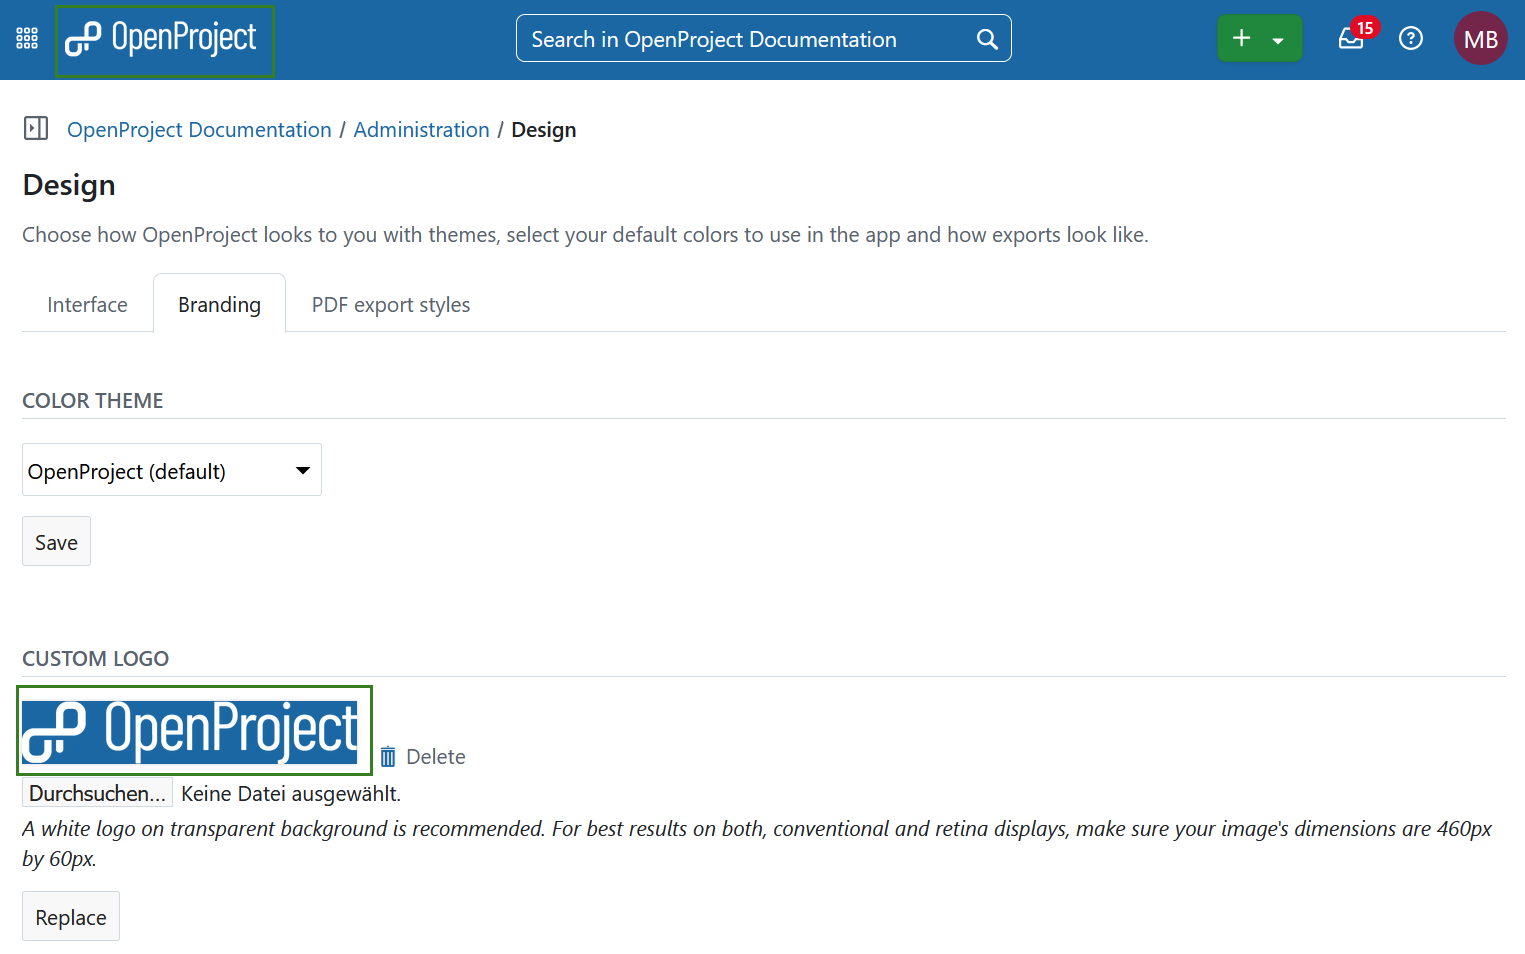 OpenProject
Search in OpenProject Documentation
15
MB
OpenProject Documentation / Administration / Design
Design
Choose how OpenProject looks to you with themes, select your default colors to use in the app and how exports look like.
Interface
Branding
PDF export styles
COLOR THEME
OpenProject (default)
Save
CUSTOM LOGO
OpenProject
Delete
Durchsuchen... Keine Datei ausgewählt.
A white logo on transparent background is recommended. For best results on both, conventional and retina displays, make sure your image's dimensions are 460px
by 60px.
Replace